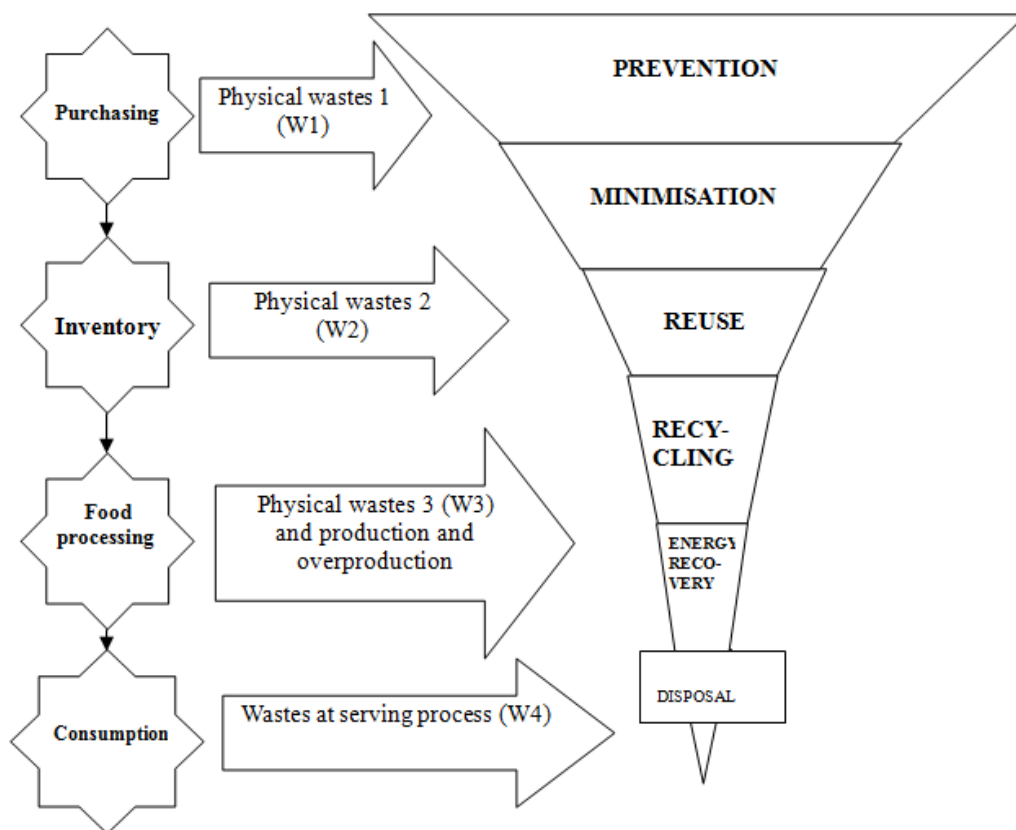 Purchasing
Physical wastes 1
(W1)
PREVENTION
MINIMISATION
Inventory
Physical wastes 2
(W2)
REUSE
RECY-
CLING
Food
processing
Physical wastes 3 (W3)
and production and
overproduction
ENERGY
RECO-
VERY
Consumption
Wastes at serving process (W4)
DISPOSAL